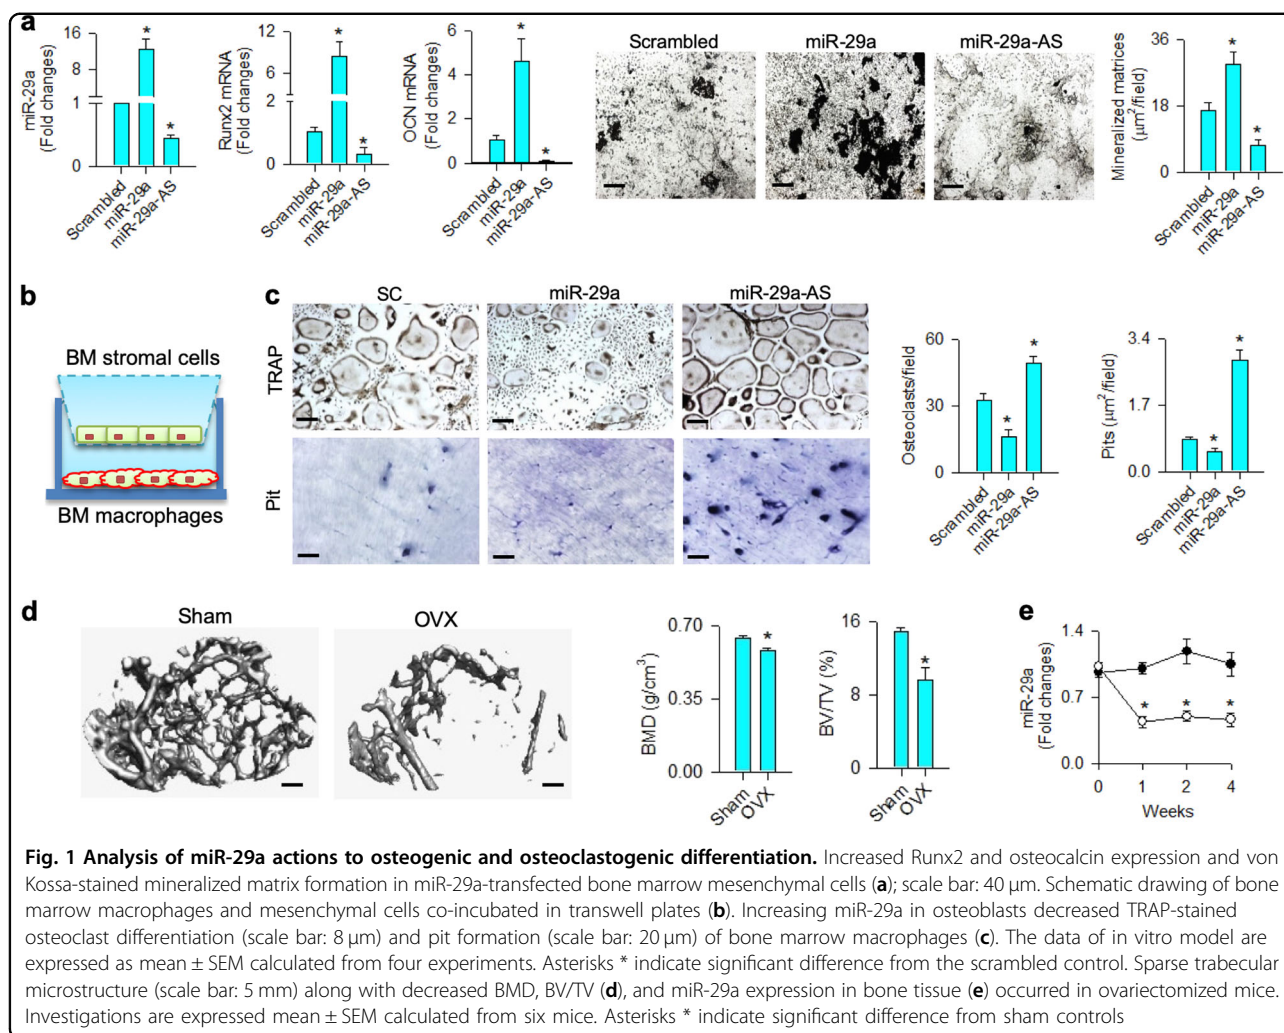 a
16
12
8
1
0
miR-29a
(Fold changes)
*
*
Scrambled
miR-29a
miR-29a-AS
12
6
2
0
Runx2 mRNA
(Fold changes)
*
*
Scrambled
miR-29a
miR-29a-AS
6
4
2
0
OCN mRNA
(Fold changes)
*
*
Scrambled
miR-29a
miR-29a-AS
Scrambled
miR-29a
miR-29a-AS
36
18
0
Mineralized matrices
(µm²/field)
*
*
Scrambled
miR-29a
miR-29a-AS
b
BM stromal cells
BM macrophages
c
SC
miR-29a
miR-29a-AS
TRAP
Pit
60
30
0
Osteoclasts/field
*
*
Scrambled
miR-29a
miR-29a-AS
3.4
1.7
0.0
Pits (µm²/field)
*
*
Scrambled
miR-29a
miR-29a-AS
d
Sham
OVX
0.70
0.35
0.00
BMD (g/cm³)
*
Sham
OVX
16
8
0
BV/TV (%)
*
Sham
OVX
e
1.4
0.7
0.0
miR-29a
(Fold changes)
* * *
0 1 2 4
Weeks
Fig. 1 Analysis of miR-29a actions to osteogenic and osteoclastogenic differentiation. Increased Runx2 and osteocalcin expression and von
Kossa-stained mineralized matrix formation in miR-29a-transfected bone marrow mesenchymal cells (a); scale bar: 40 µm. Schematic drawing of bone
marrow macrophages and mesenchymal cells co-incubated in transwell plates (b). Increasing miR-29a in osteoblasts decreased TRAP-stained
osteoclast differentiation (scale bar: 8 µm) and pit formation (scale bar: 20 µm) of bone marrow macrophages (c). The data of in vitro model are
expressed as mean ± SEM calculated from four experiments. Asterisks * indicate significant difference from the scrambled control. Sparse trabecular
microstructure (scale bar: 5 mm) along with decreased BMD, BV/TV (d), and miR-29a expression in bone tissue (e) occurred in ovariectomized mice.
Investigations are expressed mean ± SEM calculated from six mice. Asterisks * indicate significant difference from sham controls